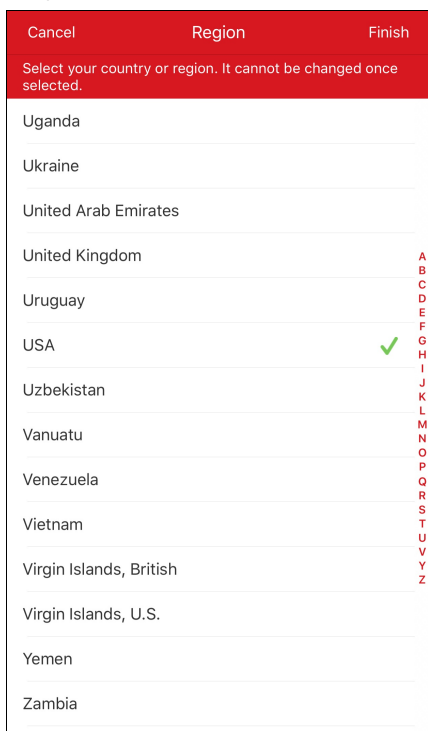 Cancel Region Finish
Select your country or region. It cannot be changed once
selected.
Uganda
Ukraine
United Arab Emirates
United Kingdom
Uruguay
USA
Uzbekistan
Vanuatu
Venezuela
Vietnam
Virgin Islands, British
Virgin Islands, U.S.
Yemen
Zambia
A
B
C
D
E
F
G
H
I
J
K
L
M
N
O
P
Q
R
S
T
U
V
Y
Z